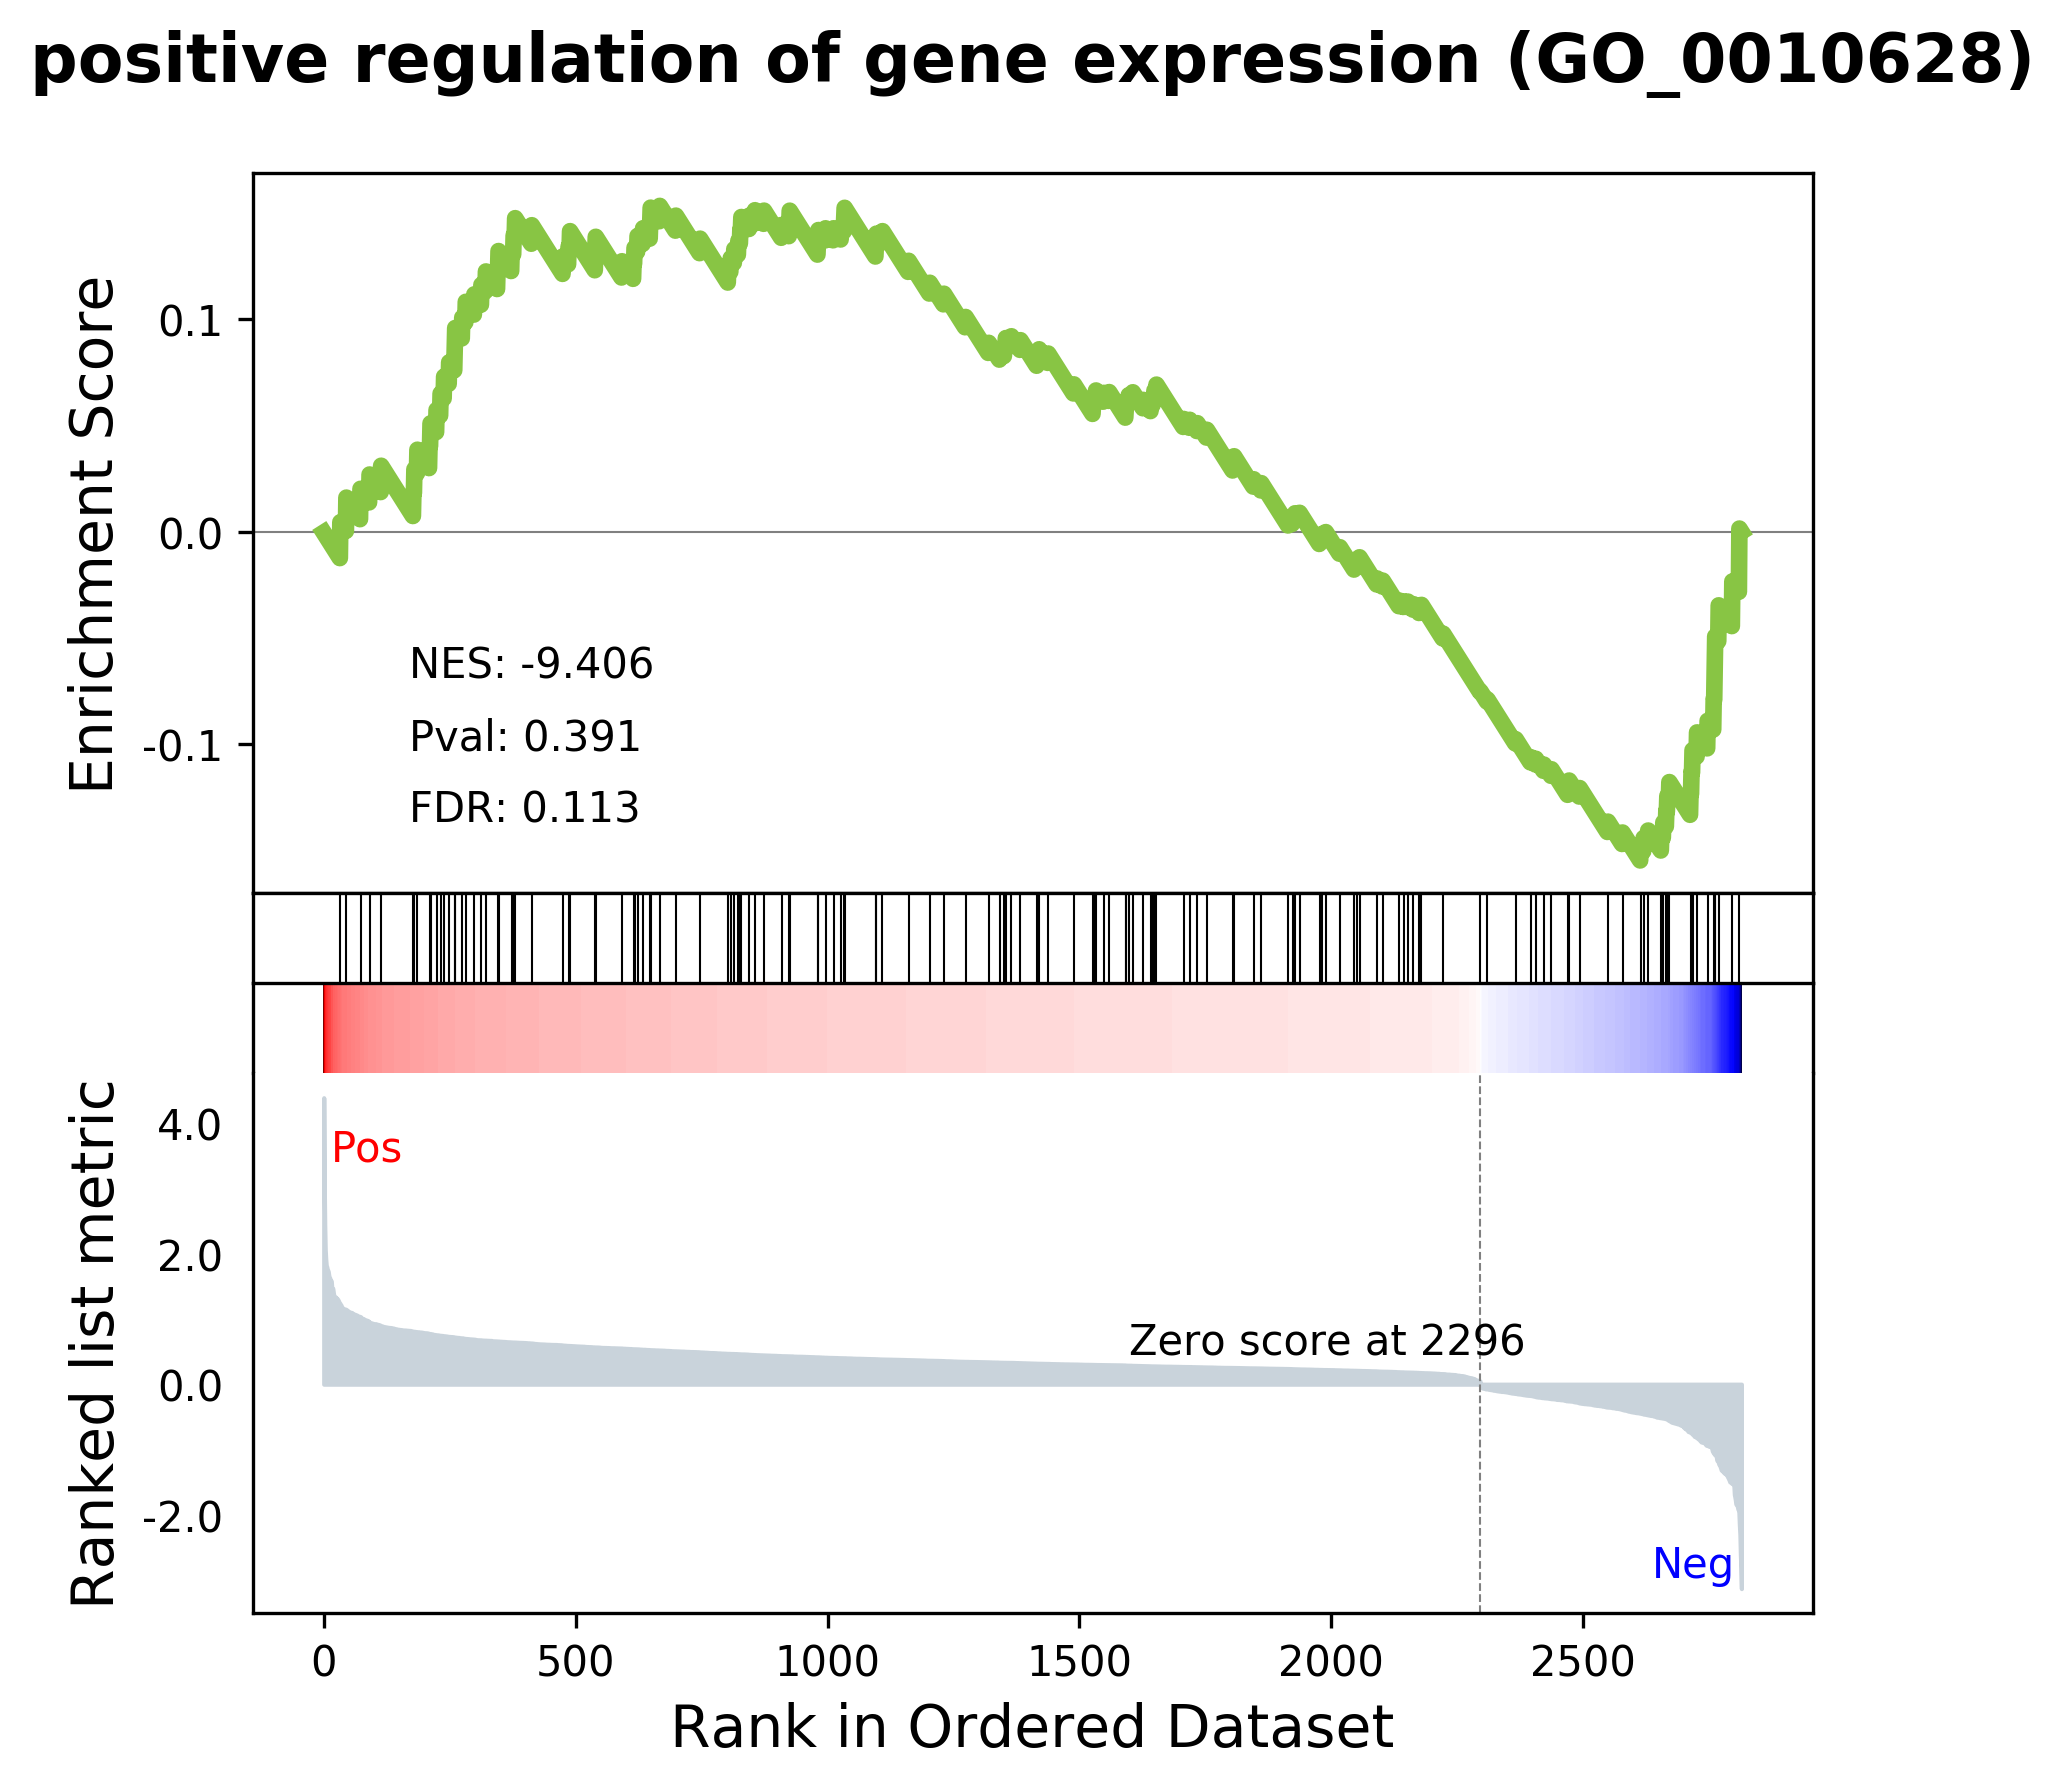 positive regulation of gene expression (GO_0010628)
Enrichment Score
0.1
0.0
-0.1
NES: -9.406
Pval: 0.391
FDR: 0.113
Ranked list metric
4.0
2.0
0.0
-2.0
Pos
Zero score at 2296
Neg
0 500 1000 1500 2000 2500
Rank in Ordered Dataset